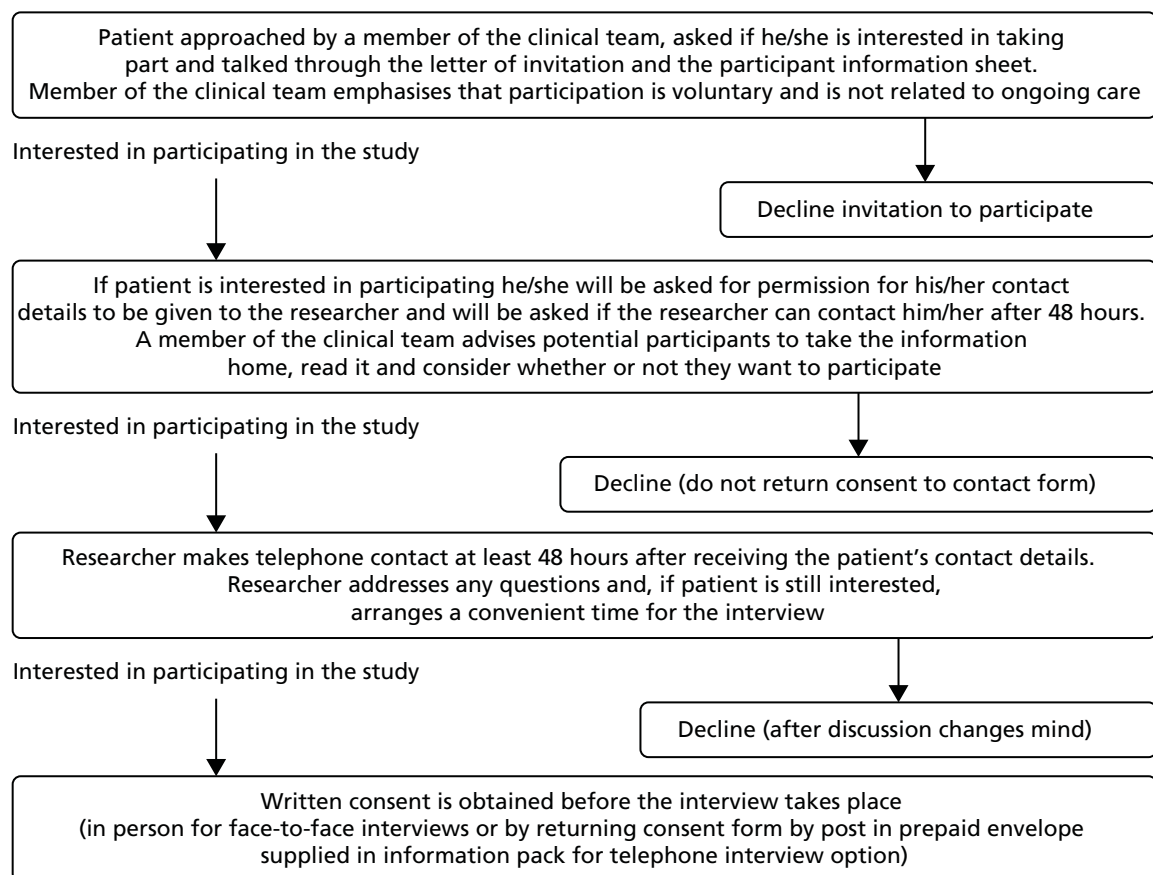 Patient approached by a member of the clinical team, asked if he/she is interested in taking
part and talked through the letter of invitation and the participant information sheet.
Member of the clinical team emphasises that participation is voluntary and is not related to ongoing care
Interested in participating in the study
Decline invitation to participate
If patient is interested in participating he/she will be asked for permission for his/her contact
details to be given to the researcher and will be asked if the researcher can contact him/her after 48 hours.
A member of the clinical team advises potential participants to take the information
home, read it and consider whether or not they want to participate
Interested in participating in the study
Decline (do not return consent to contact form)
Researcher makes telephone contact at least 48 hours after receiving the patient’s contact details.
Researcher addresses any questions and, if patient is still interested,
arranges a convenient time for the interview
Interested in participating in the study
Decline (after discussion changes mind)
Written consent is obtained before the interview takes place
(in person for face-to-face interviews or by returning consent form by post in prepaid envelope
supplied in information pack for telephone interview option)